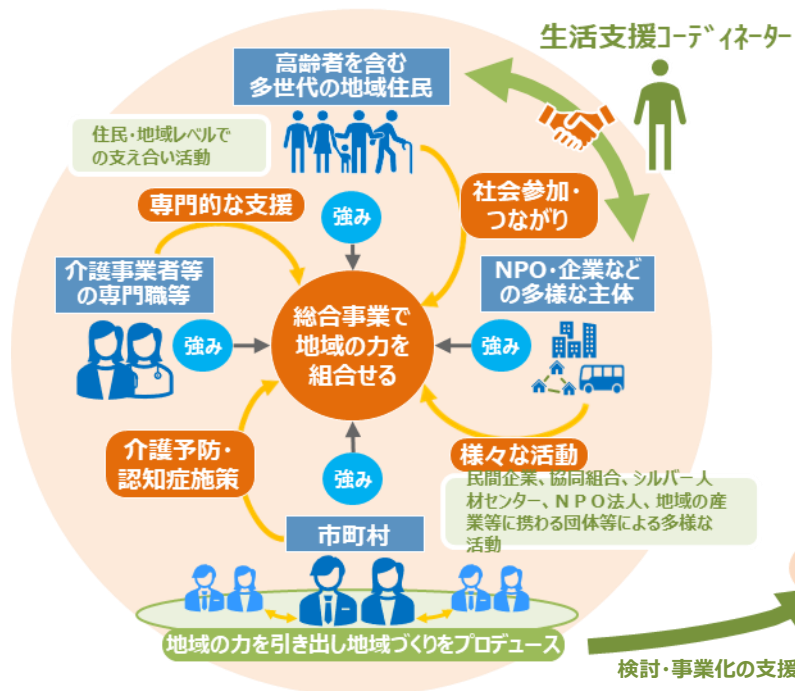 生活支援ｺｰﾃﾞｨﾈｰﾀｰ
高齢者を含む
多世代の地域住民
住民・地域レベルで
の支え合い活動
専門的な支援
強み
社会参加・
つながり
介護事業者等
の専門職等
NPO・企業など
の多様な主体
強み
総合事業で
地域の力を
組合せる
強み
介護予防・
認知症施策
様々な活動
民間企業、協同組合、シルバー人
材センター、ＮＰＯ法人、地域の産
業等に携わる団体等による多様な
活動
強み
市町村
地域の力を引き出し地域づくりをプロデュース
検討・事業化の支援